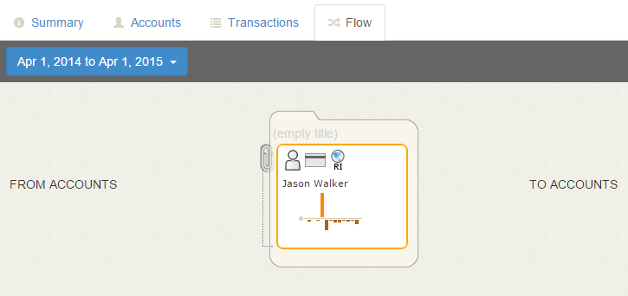 Summary Accounts Transactions Flow
Apr 1, 2014 to Apr 1, 2015
(empty title)
RI
Jason Walker
FROM ACCOUNTS
TO ACCOUNTS